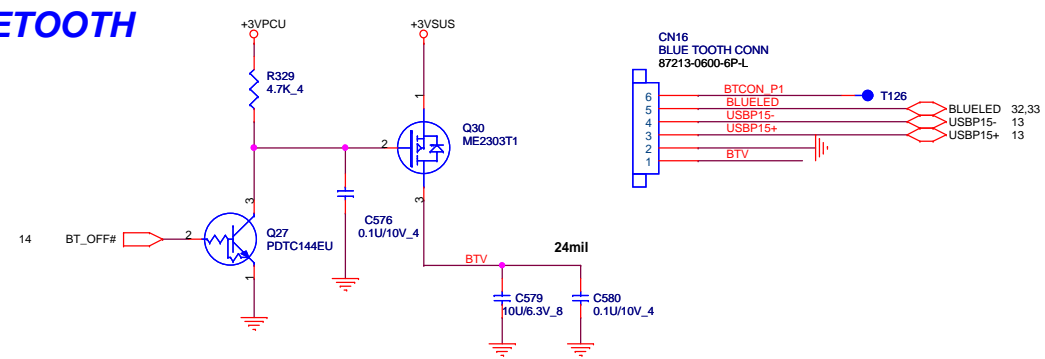 ETOOTH
+3VPCU
+3VSUS
R329
4.7K_4
1
Q30
ME2303T1
2
3
3
C576
0.1U/10V_4
Q27
PDTC144EU
14 BT_OFF# 2
1
24mil
BTV
C579
10U/6.3V_8
C580
0.1U/10V_4
CN16
BLUE TOOTH CONN
87213-0600-6P-L
6 BTCON_P1 T126
5 BLUELED BLUELED 32,33
4 USBP15- USBP15- 13
3 USBP15+ USBP15+ 13
2
1 BTV